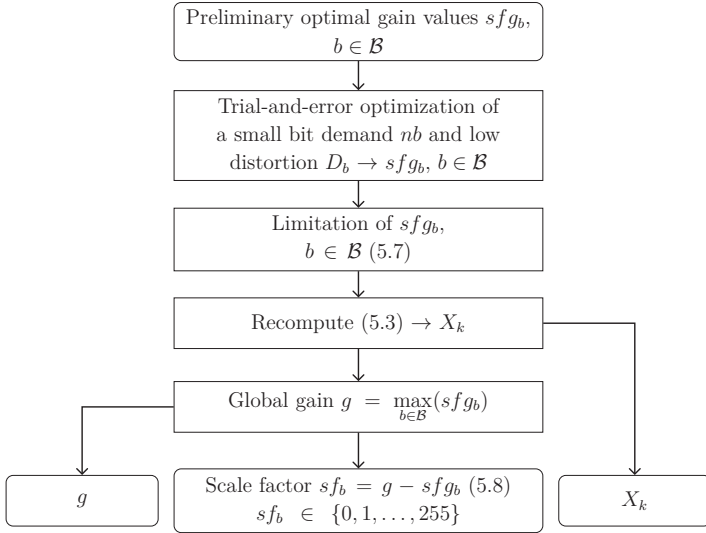 Preliminary optimal gain values sfg_b,
b ∈ ℬ
Trial-and-error optimization of
a small bit demand nb and low
distortion D_b → sfg_b, b ∈ ℬ
Limitation of sfg_b,
b ∈ ℬ (5.7)
Recompute (5.3) → X_k
Global gain g = max_{b∈ℬ}(sfg_b)
Scale factor sf_b = g − sfg_b (5.8)
sf_b ∈ {0, 1, . . . , 255}
g
X_k